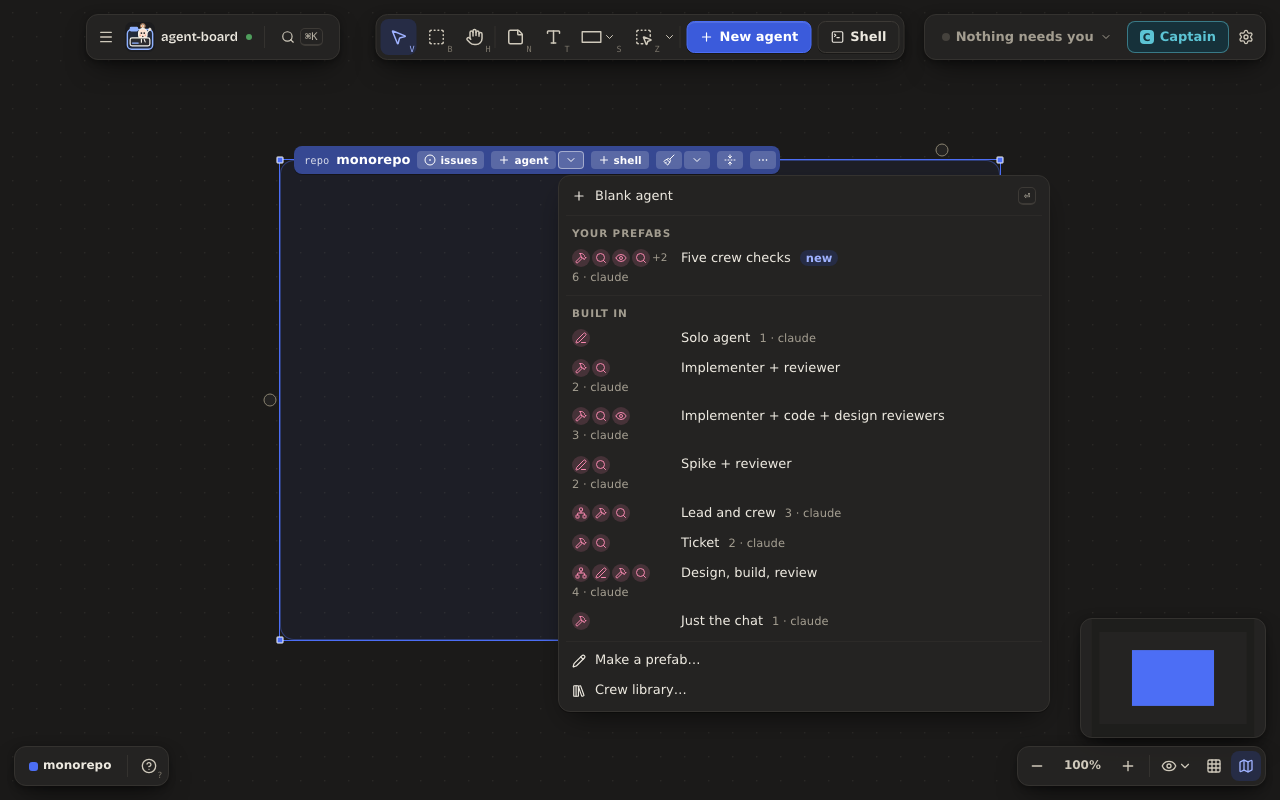 agent-board
⌘K
V
B
H
N
T
S
Z
New agent
Shell
Nothing needs you
C Captain
repo monorepo issues agent shell
Blank agent
YOUR PREFABS
+2 Five crew checks new
6 · claude
BUILT IN
Solo agent 1 · claude
Implementer + reviewer
2 · claude
Implementer + code + design reviewers
3 · claude
Spike + reviewer
2 · claude
Lead and crew 3 · claude
Ticket 2 · claude
Design, build, review
4 · claude
Just the chat 1 · claude
Make a prefab…
Crew library…
monorepo
?
100%